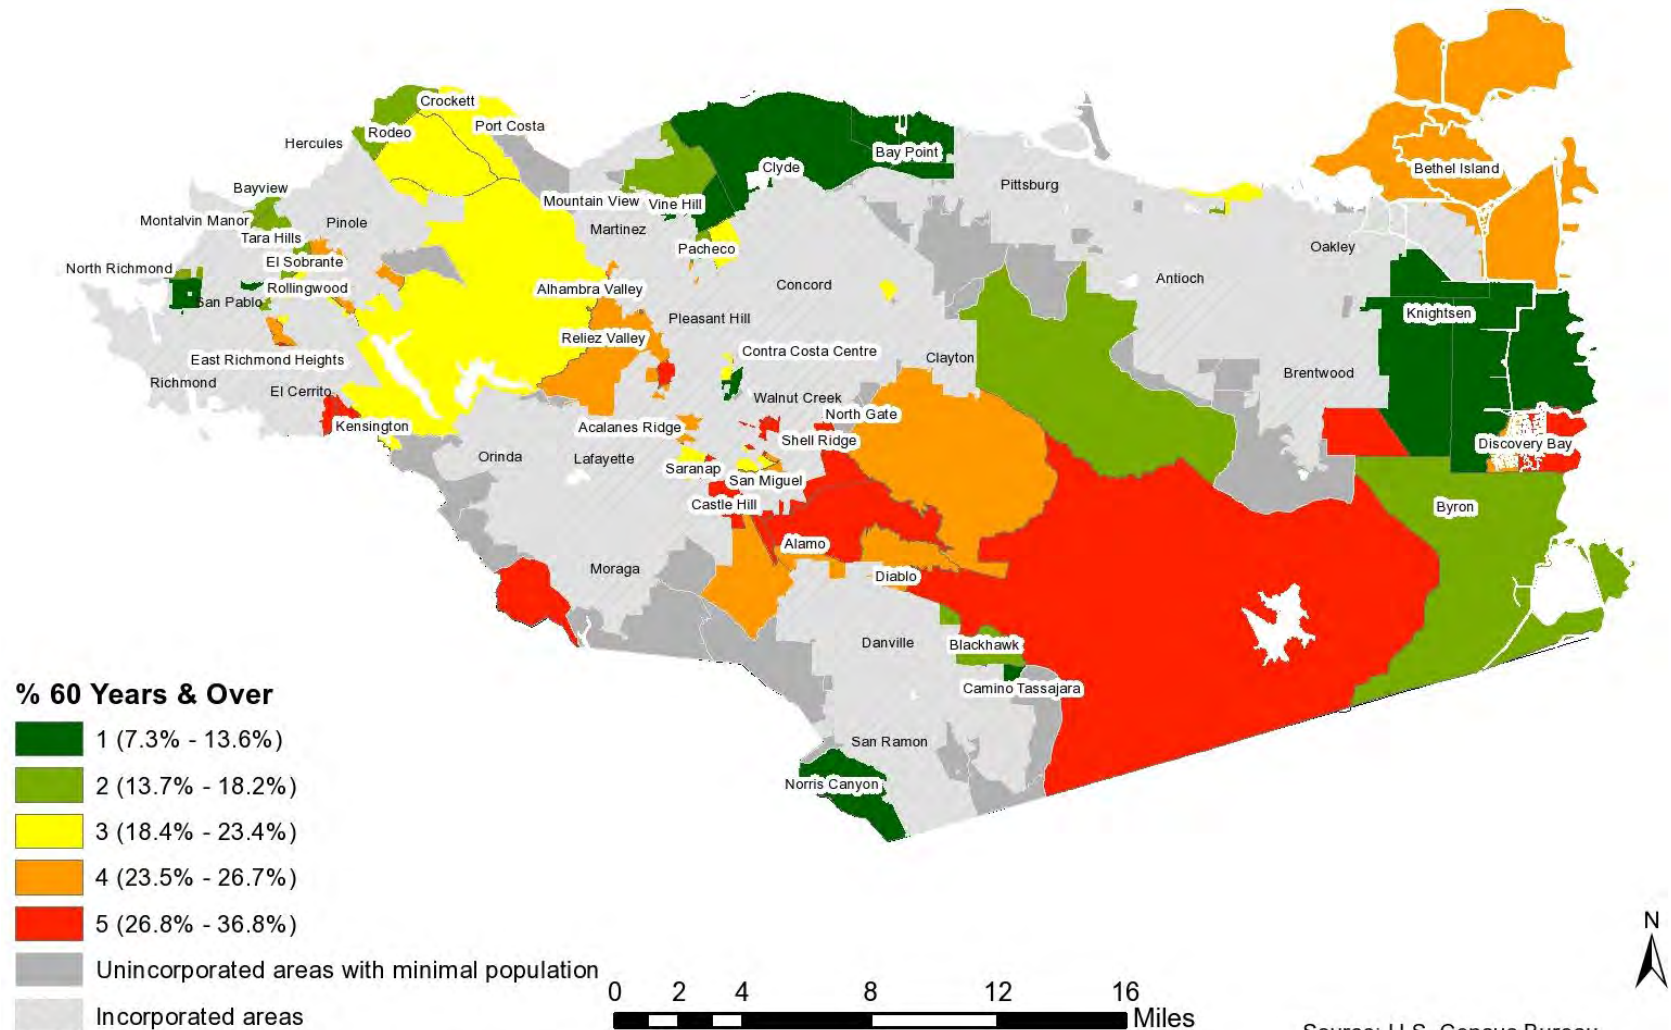 Crockett
Port Costa
Rodeo
Hercules
Bay Point
Clyde
Bethel Island
Pittsburg
Bayview
Mountain View
Vine Hill
Montalvin Manor
Pinole
Martinez
Tara Hills
Pacheco
Oakley
El Sobrante
North Richmond
Antioch
Rollingwood
Alhambra Valley
Concord
San Pablo
Knightsen
Pleasant Hill
Reliez Valley
Contra Costa Centre
East Richmond Heights
Clayton
Brentwood
Richmond
El Cerrito
Walnut Creek
North Gate
Kensington
Acalanes Ridge
Shell Ridge
Discovery Bay
Orinda
Lafayette
Saranap
San Miguel
Castle Hill
Byron
Alamo
Moraga
Diablo
Danville
Blackhawk
Camino Tassajara
San Ramon
Norris Canyon
% 60 Years & Over
1 (7.3% - 13.6%)
2 (13.7% - 18.2%)
3 (18.4% - 23.4%)
4 (23.5% - 26.7%)
5 (26.8% - 36.8%)
Unincorporated areas with minimal population
Incorporated areas
0 2 4 8 12 16
Miles
N
Source: U.S. Census Bureau